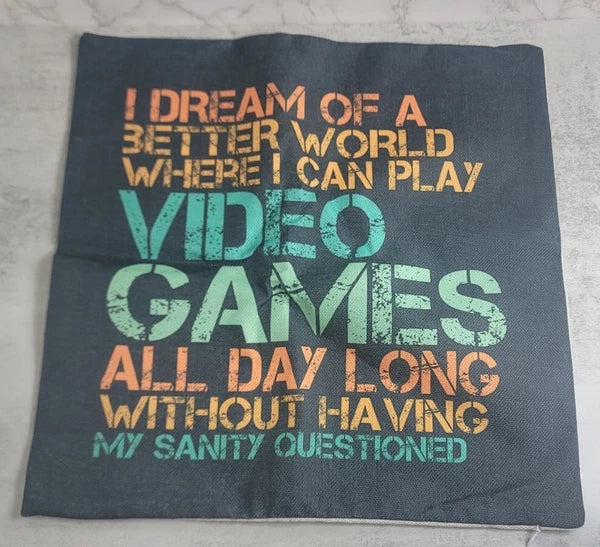 I DREAM OF A
BETTER WORLD
WHERE I CAN PLAY
VIDEO
GAMES
ALL DAY LONG
WITHOUT HAVING
MY SANITY QUESTIONED